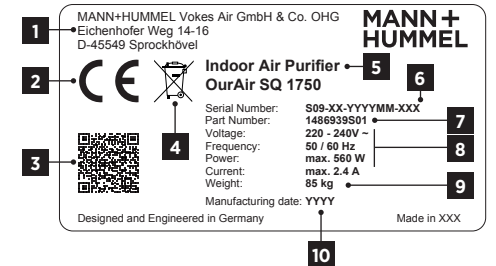 MANN+HUMMEL Vokes Air GmbH & Co. OHG
Eichenhofer Weg 14-16
D-45549 Sprockhövel
MANN+
HUMMEL
1
2
3
CE
4
Indoor Air Purifier
OurAir SQ 1750
5
6
Serial Number: S09-XX-YYYYMM-XXX
Part Number: 1486939S01
7
Voltage: 220 - 240V ~
Frequency: 50 / 60 Hz
Power: max. 560 W
8
Current: max. 2.4 A
Weight: 85 kg
9
Manufacturing date: YYYY
10
Designed and Engineered in Germany
Made in XXX